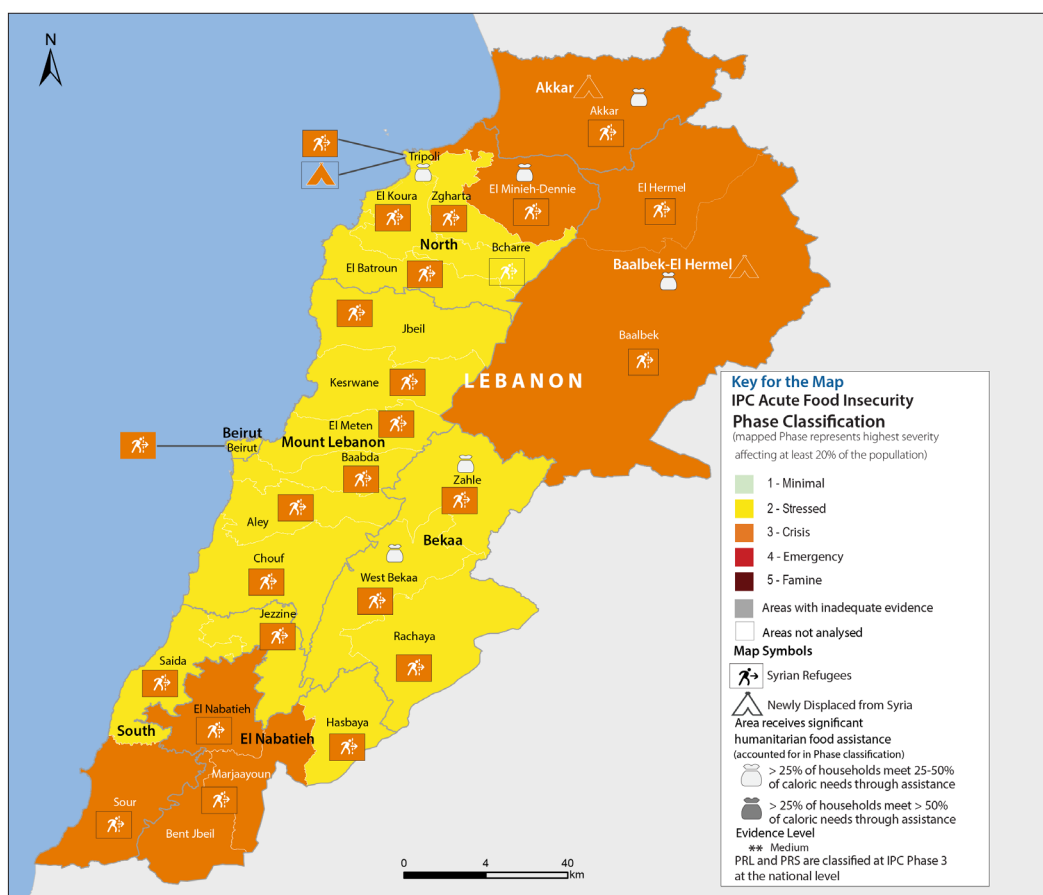 N
Akkar
Akkar
Tripoli
El Minieh-Dennie
El Hermel
El Koura
Zgharta
North
Bcharre
El Batroun
Baalbek-El Hermel
Jbeil
Baalbek
Kesrwane
LEBANON
El Meten
Beirut
Beirut
Mount Lebanon
Baabda
Zahle
Aley
Bekaa
Chouf
West Bekaa
Jezzine
Rachaya
Saida
El Nabatieh
Hasbaya
South
El Nabatieh
Marjaayoun
Sour
Bent Jbeil
0 4 40
km
Key for the Map
IPC Acute Food Insecurity
Phase Classification
(mapped Phase represents highest severity
affecting at least 20% of the popullation)
1 - Minimal
2 - Stressed
3 - Crisis
4 - Emergency
5 - Famine
Areas with inadequate evidence
Areas not analysed
Map Symbols
Syrian Refugees
Newly Displaced from Syria
Area receives significant
humanitarian food assistance
(accounted for in Phase classification)
> 25% of households meet 25-50%
of caloric needs through assistance
> 25% of households meet > 50%
of caloric needs through assistance
Evidence Level
** Medium
PRL and PRS are classified at IPC Phase 3
at the national level